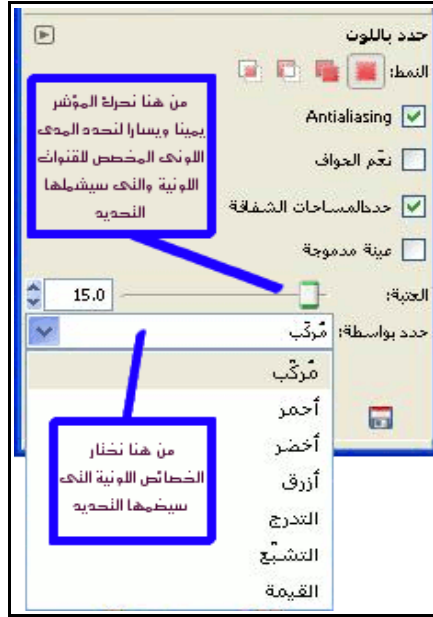 حدد باللون
النمط:
من هنا نحرك المؤشر
يمينا ويسارا لنحدد المدى
اللونى المخصص للقنوات
اللونية والتى سيشملها
التحديد
Antialiasing
نعّم الحواف
حددالمساحات الشفافة
عينة مدموجة
العتبة:
15.0
حدد بواسطة:
مُركّب
مُركّب
أحمر
أخضر
أزرق
التدرج
التشبّع
القيمة
من هنا نختار
الخصائص اللونية التى
سيضمها التحديد